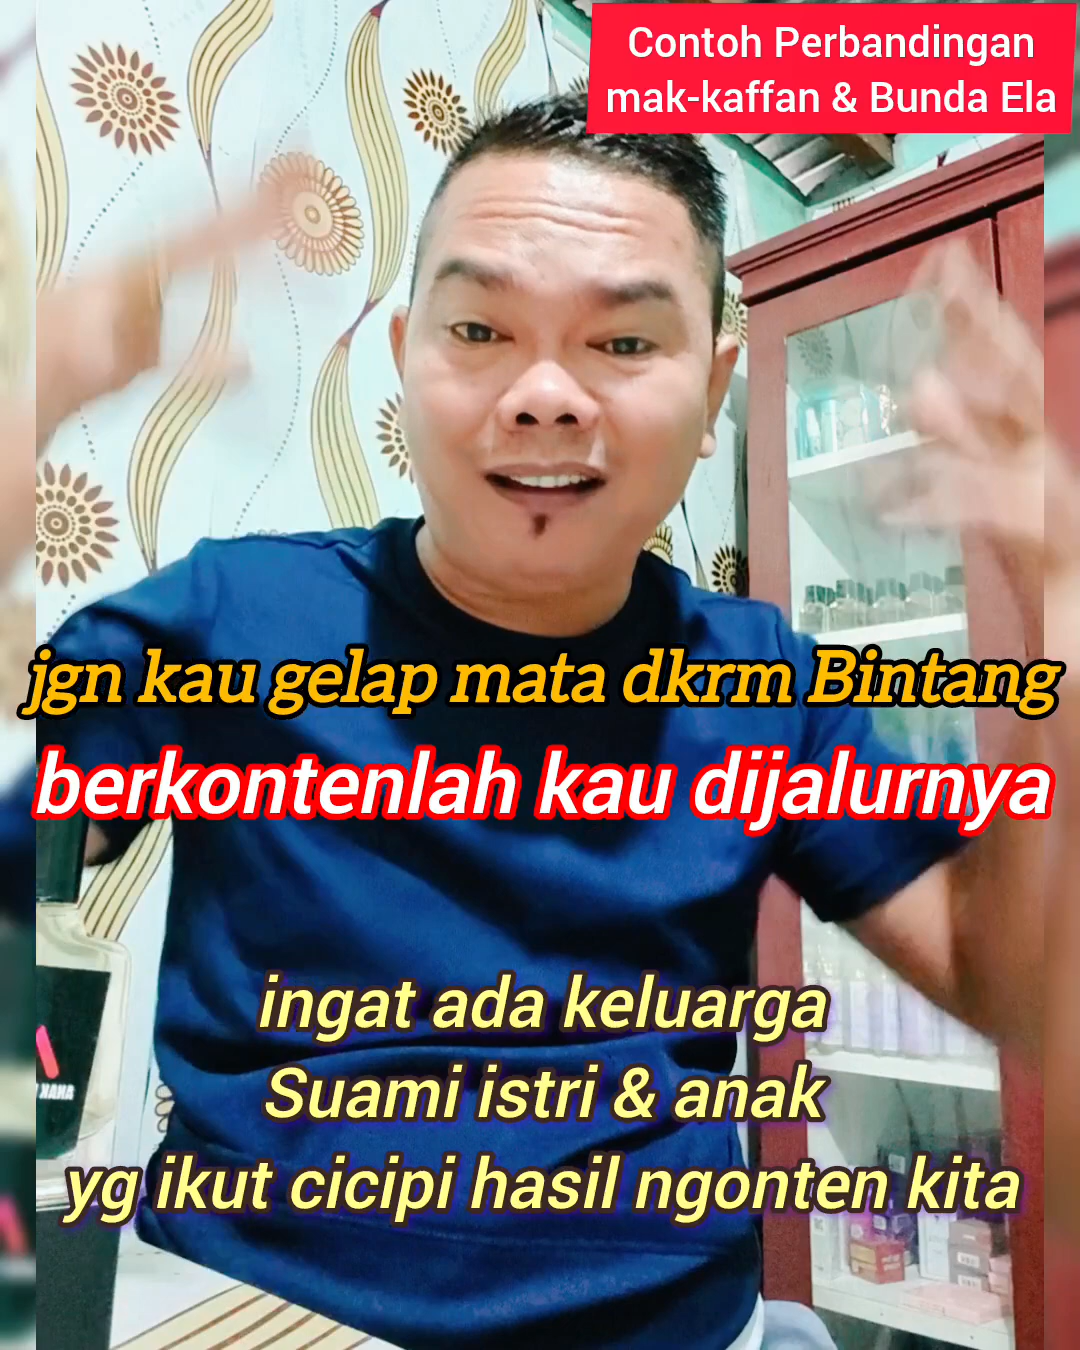 Contoh Perbandingan
mak-kaffan & Bunda Ela
jgn kau gelap mata dkrm Bintang
berkontenlah kau dijalurnya
ingat ada keluarga
Suami istri & anak
yg ikut cicipi hasil ngonten kita